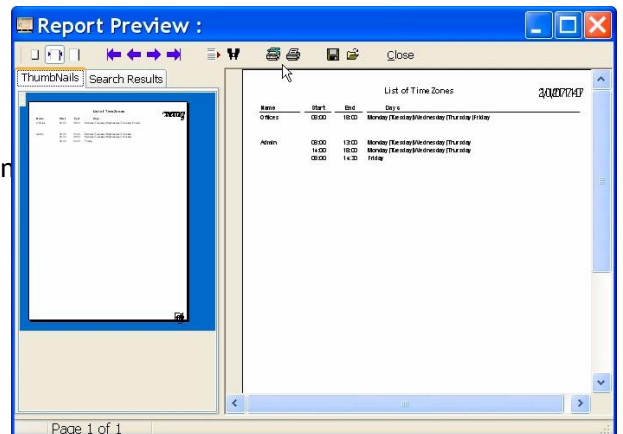 Report Preview :
Close
ThumbNails Search Results
List of Time Zones
Name Start End Days
Offices 08:00 18:00 Monday |Tuesday|Wednesday |Thursday |Friday
Admin 08:00 13:00 Monday |Tuesday|Wednesday |Thursday
14:00 18:00 Monday |Tuesday|Wednesday |Thursday
08:00 14:30 Friday
Page 1 of 1